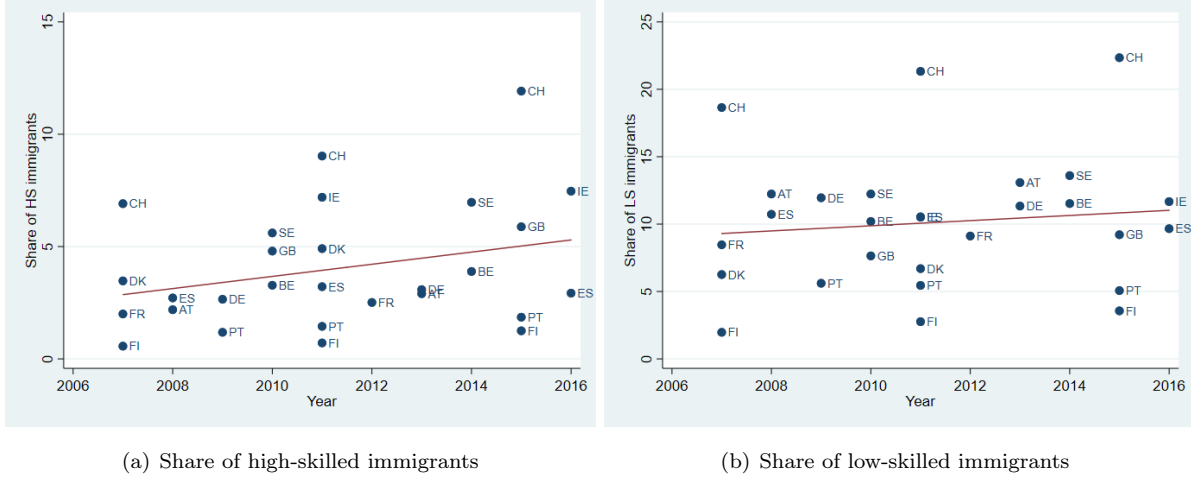 15
10
5
0
Share of HS immigrants
CH
DK
FR
FI
ES
AT
DE
PT
SE
GB
BE
CH
IE
DK
ES
PT
FI
FR
DE
AT
SE
BE
CH
GB
PT
FI
IE
ES
2006 2008 2010 2012 2014 2016
Year
25
20
15
10
5
0
Share of LS immigrants
CH
FR
DK
FI
AT
ES
DE
PT
SE
BE
GB
CH
ES
DK
PT
FI
FR
AT
DE
SE
BE
CH
GB
PT
FI
IE
ES
2006 2008 2010 2012 2014 2016
Year
(a) Share of high-skilled immigrants
(b) Share of low-skilled immigrants